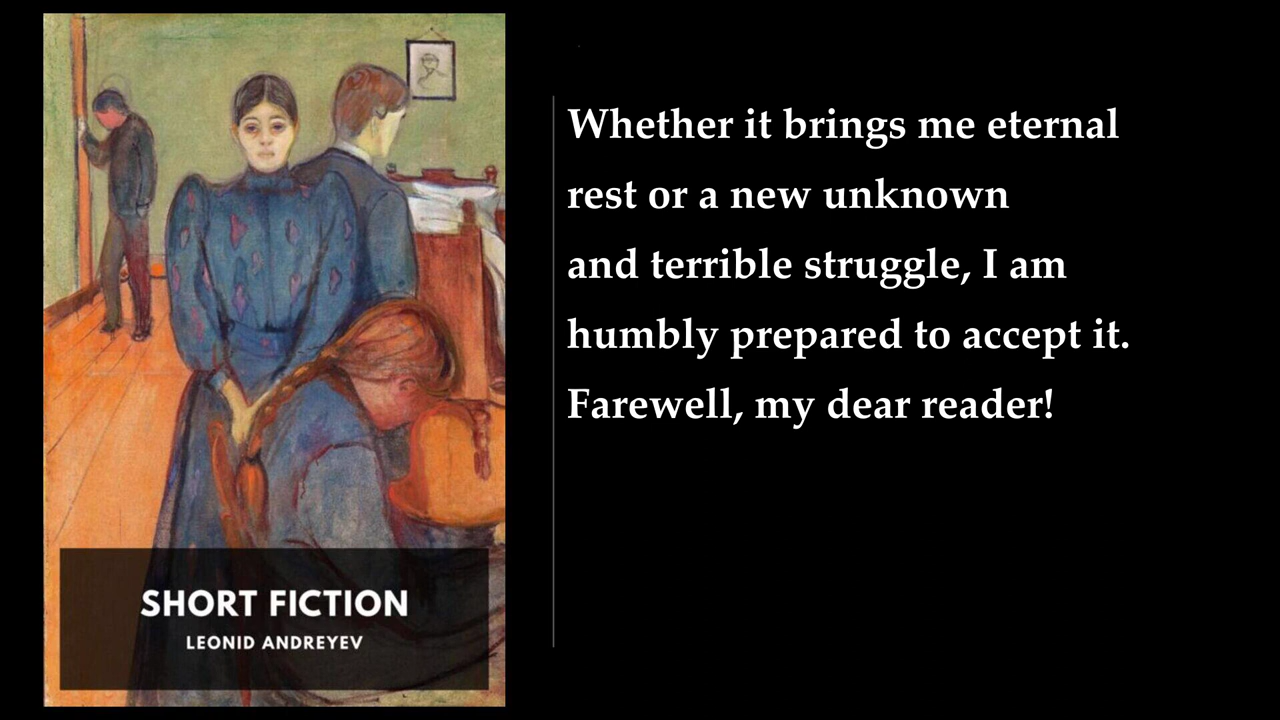 SHORT FICTION
LEONID ANDREYEV
Whether it brings me eternal
rest or a new unknown
and terrible struggle, I am
humbly prepared to accept it.
Farewell, my dear reader!